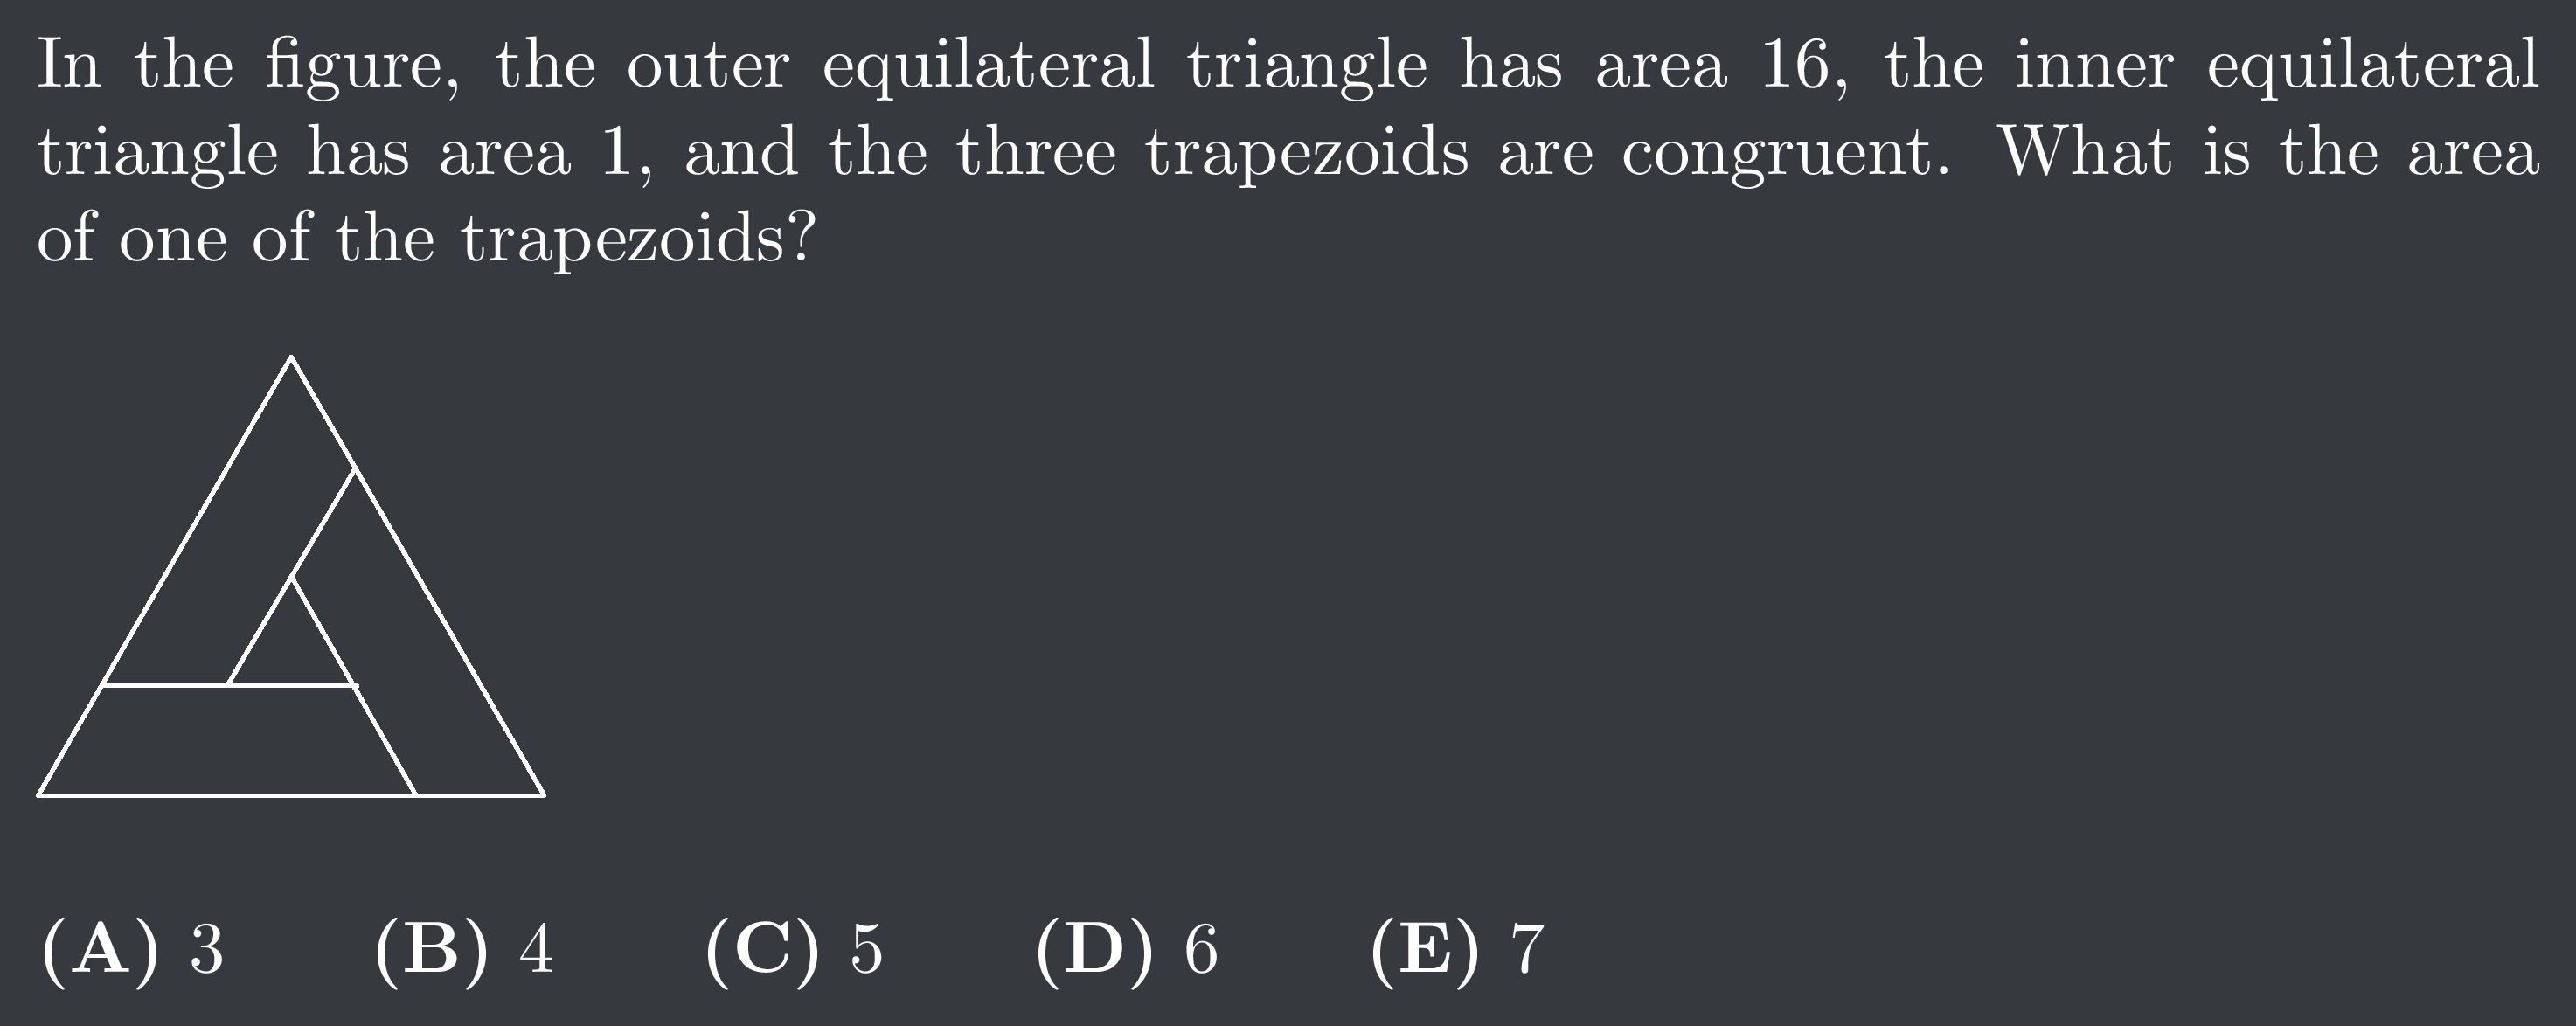 In the figure, the outer equilateral triangle has area 16, the inner equilateral
triangle has area 1, and the three trapezoids are congruent. What is the area
of one of the trapezoids?
(A) 3 (B) 4 (C) 5 (D) 6 (E) 7